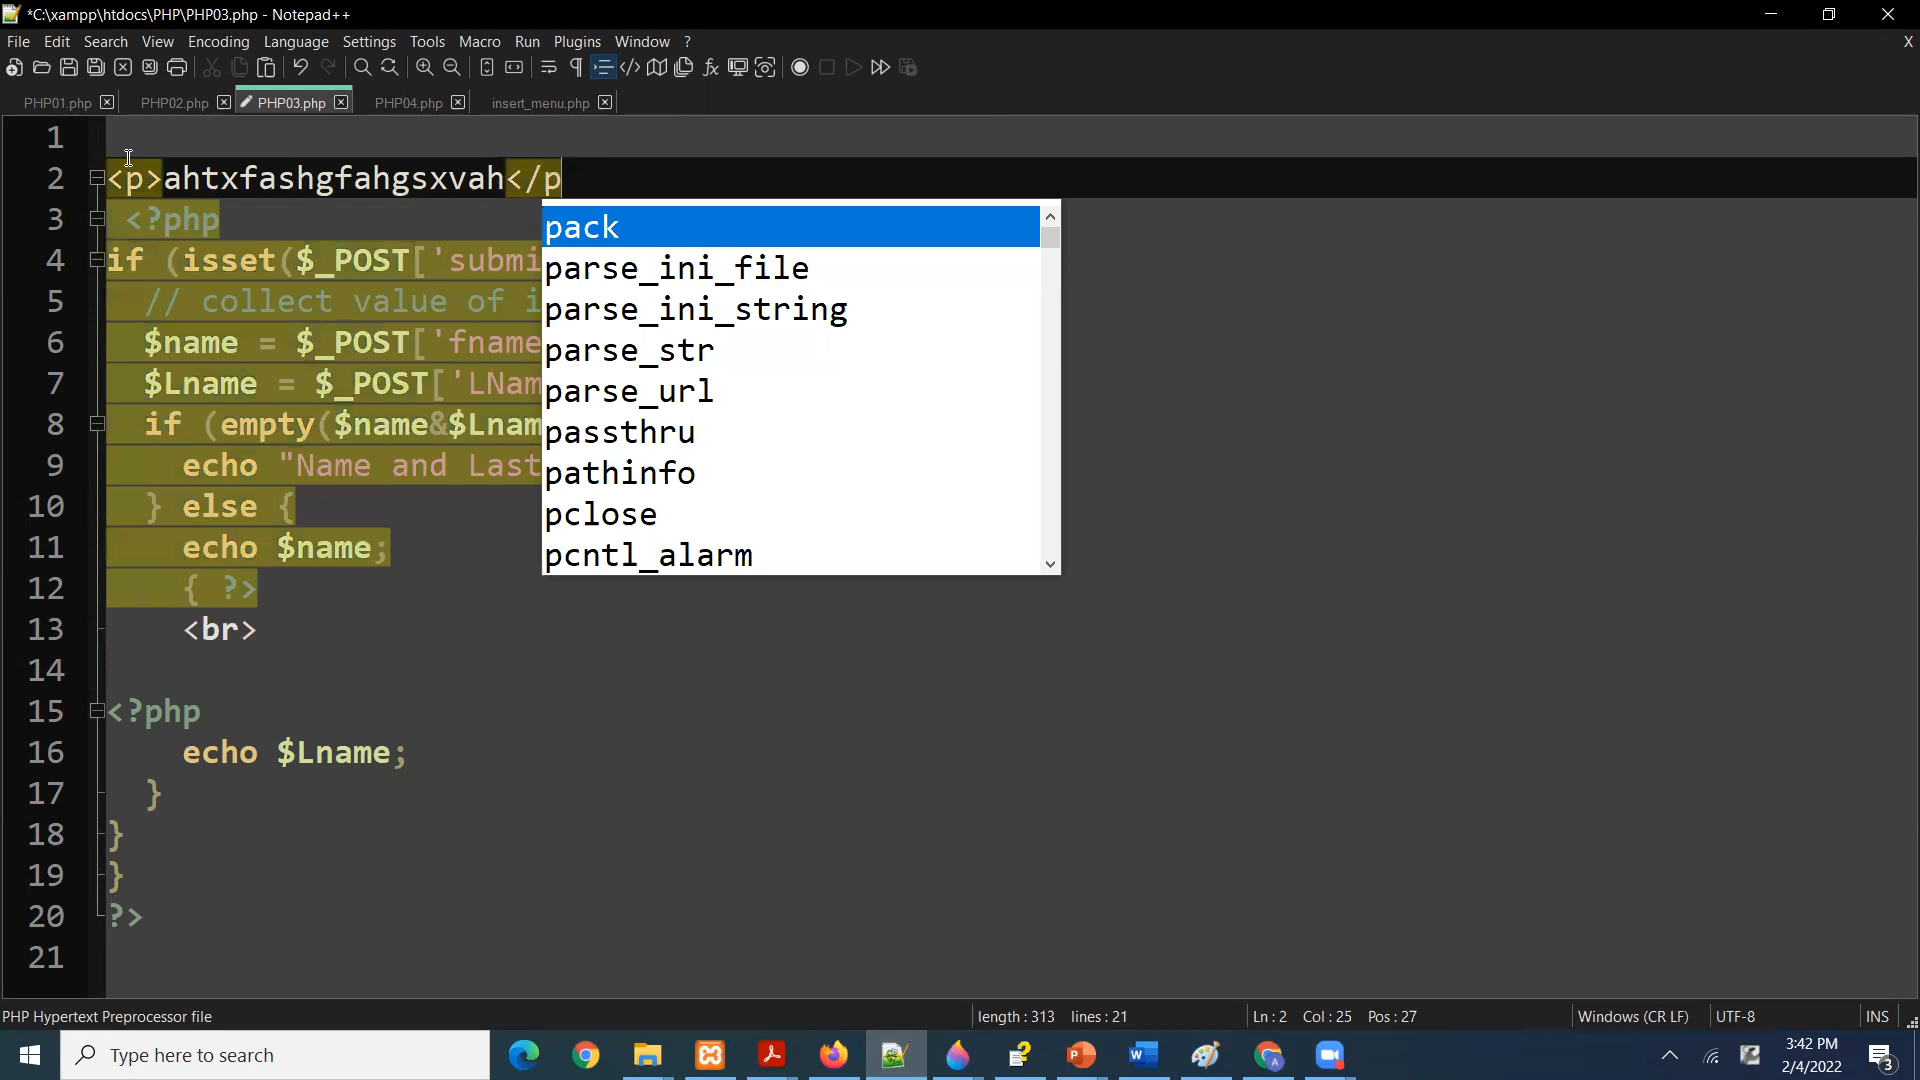 *C:\xampp\htdocs\PHP\PHP03.php - Notepad++
File Edit Search View Encoding Language Settings Tools Macro Run Plugins Window ? X
PHP01.php PHP02.php PHP03.php PHP04.php insert_menu.php
1
2 <p>ahtxfashgfahgsxvah</p
3 <?php
4 if (isset($_POST['submi
5 // collect value of i
6 $name = $_POST['fname
7 $Lname = $_POST['LNam
8 if (empty($name&$Lnam
9 echo "Name and Last
10 } else {
11 echo $name;
12 { ?>
13 <br>
14
15 <?php
16 echo $Lname;
17 }
18 }
19 }
20 ?>
21
pack
parse_ini_file
parse_ini_string
parse_str
parse_url
passthru
pathinfo
pclose
pcntl_alarm
PHP Hypertext Preprocessor file length : 313 lines : 21 Ln : 2 Col : 25 Pos : 27 Windows (CR LF) UTF-8 INS
Type here to search
3:42 PM
2/4/2022
3